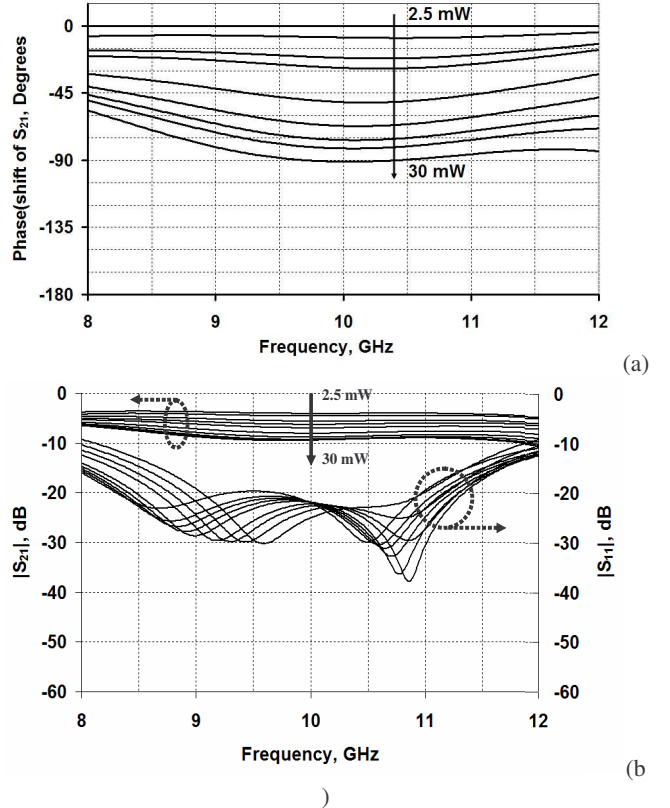 2.5 mW
0
-45
-90
-135
-180
30 mW
Phase(shift of S21, Degrees
8 9 10 11 12
Frequency, GHz
(a)
0
-10
-20
-30
-40
-50
-60
2.5 mW
30 mW
0
-10
-20
-30
-40
-50
60
|S21|, dB
|S11|, dB
8 9 10 11 12
Frequency, GHz
(b
)